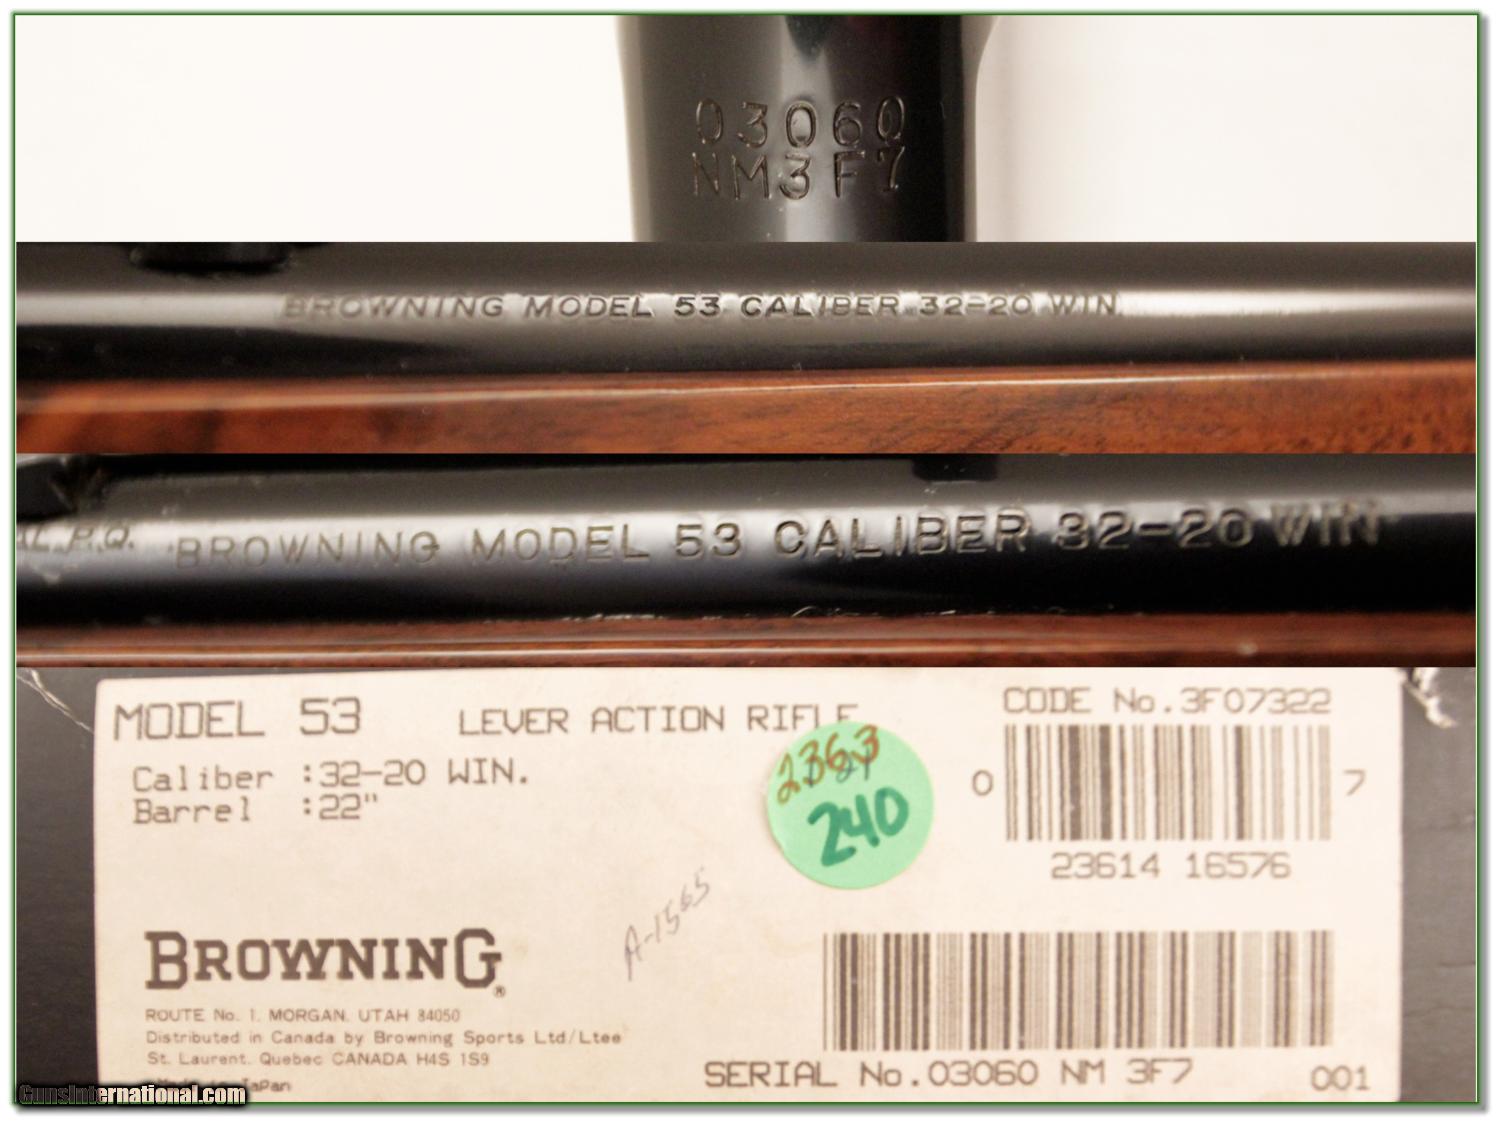 03060
NM3F7
BROWNING MODEL 53 CALIBER 32-20 WIN.
P.Q. BROWNING MODEL 53 CALIBER 32-20 WIN
MODEL 53 LEVER ACTION RIFLE
CODE No.3F07322
Caliber :32-20 WIN.
Barrel :22"
2363
240
0 7
23614 16576
A-1565
BROWNING®
ROUTE No. 1, MORGAN, UTAH 84050
Distributed in Canada by Browning Sports Ltd/Ltee
St. Laurent. Quebec CANADA H4S 1S9
JaPan
SERIAL No.03060 NM 3F7
001
GunsInternational.com